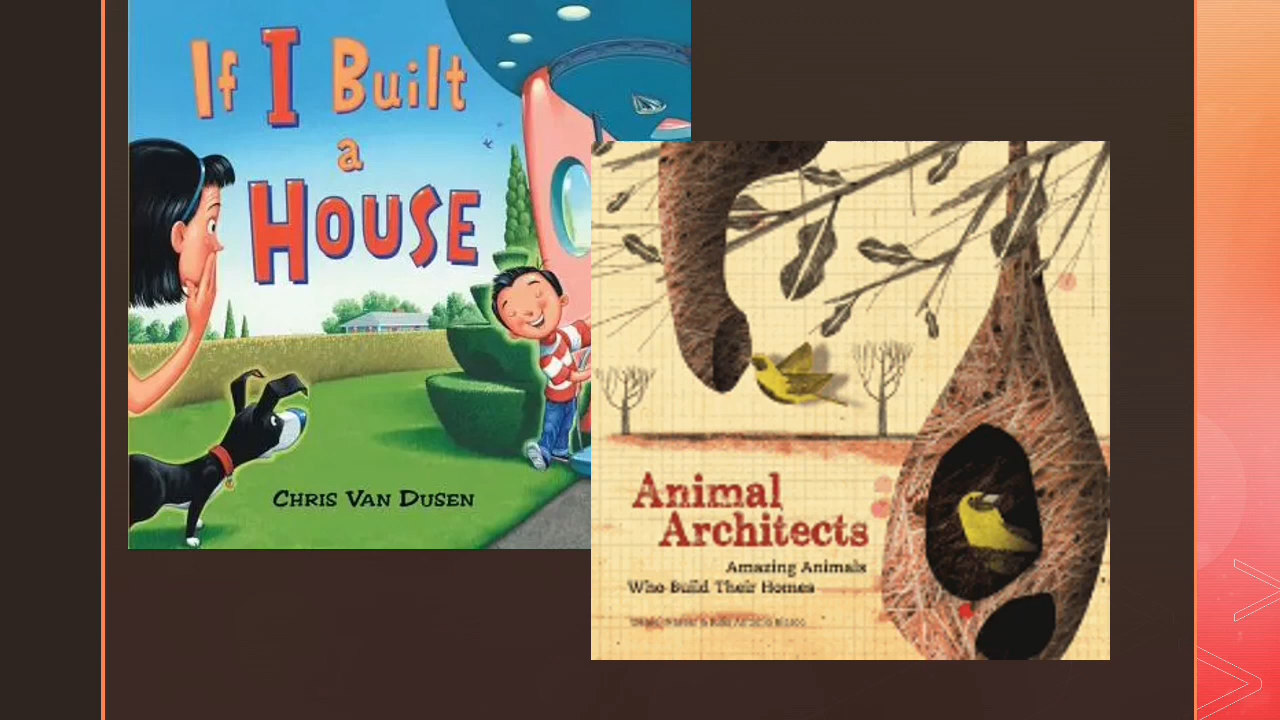 If I Built
a
House
Chris Van Dusen
Animal
Architects
Amazing Animals
Who Build Their Homes